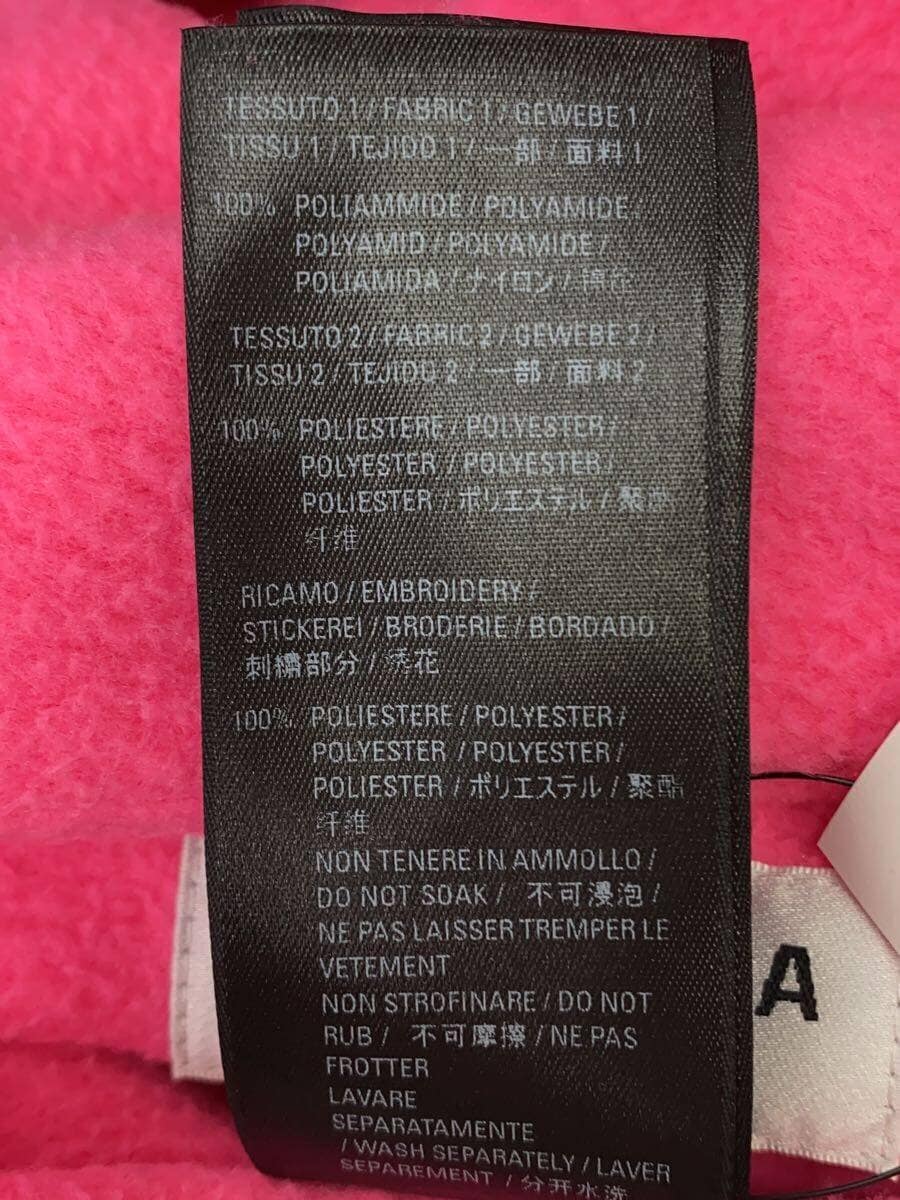 TESSUTO 1 / FABRIC 1 / GEWEBE 1 /
TISSU 1 / TEJIDO 1 / 一部 / 面料 1
100% POLIAMMIDE / POLYAMIDE /
POLYAMID / POLYAMIDE /
POLIAMIDA / ナイロン / 锦纶
TESSUTO 2 / FABRIC 2 / GEWEBE 2 /
TISSU 2 / TEJIDO 2 / 一部 / 面料 2
100% POLIESTERE / POLYESTER /
POLYESTER / POLYESTER /
POLIESTER / ポリエステル / 聚酯
纤维
RICAMO / EMBROIDERY /
STICKEREI / BRODERIE / BORDADO /
刺繍部分 / 绣花
100% POLIESTERE / POLYESTER /
POLYESTER / POLYESTER /
POLIESTER / ポリエステル / 聚酯
纤维
NON TENERE IN AMMOLLO /
DO NOT SOAK / 不可浸泡 /
NE PAS LAISSER TREMPER LE
VETEMENT
NON STROFINARE / DO NOT
RUB / 不可摩擦 / NE PAS
FROTTER
LAVARE
SEPARATAMENTE
/ WASH SEPARATELY / LAVER
SEPAREMENT / 分开水洗
A